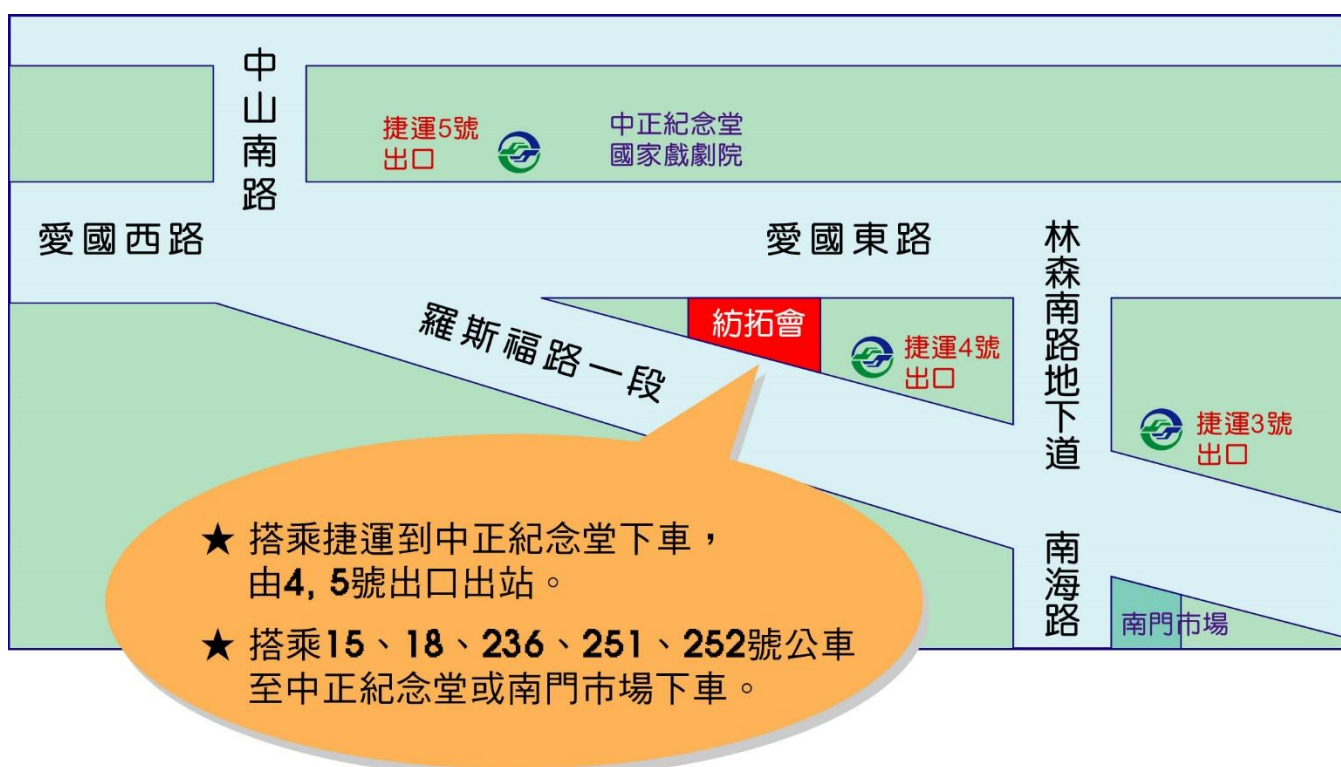 中山南路
捷運5號
出口
中正紀念堂
國家戲劇院
愛國西路
愛國東路
林森南路地下道
羅斯福路一段
紡拓會
捷運4號
出口
捷運3號
出口
★ 搭乘捷運到中正紀念堂下車，
由4, 5號出口出站。
★ 搭乘15、18、236、251、252號公車
至中正紀念堂或南門市場下車。
南海路
南門市場